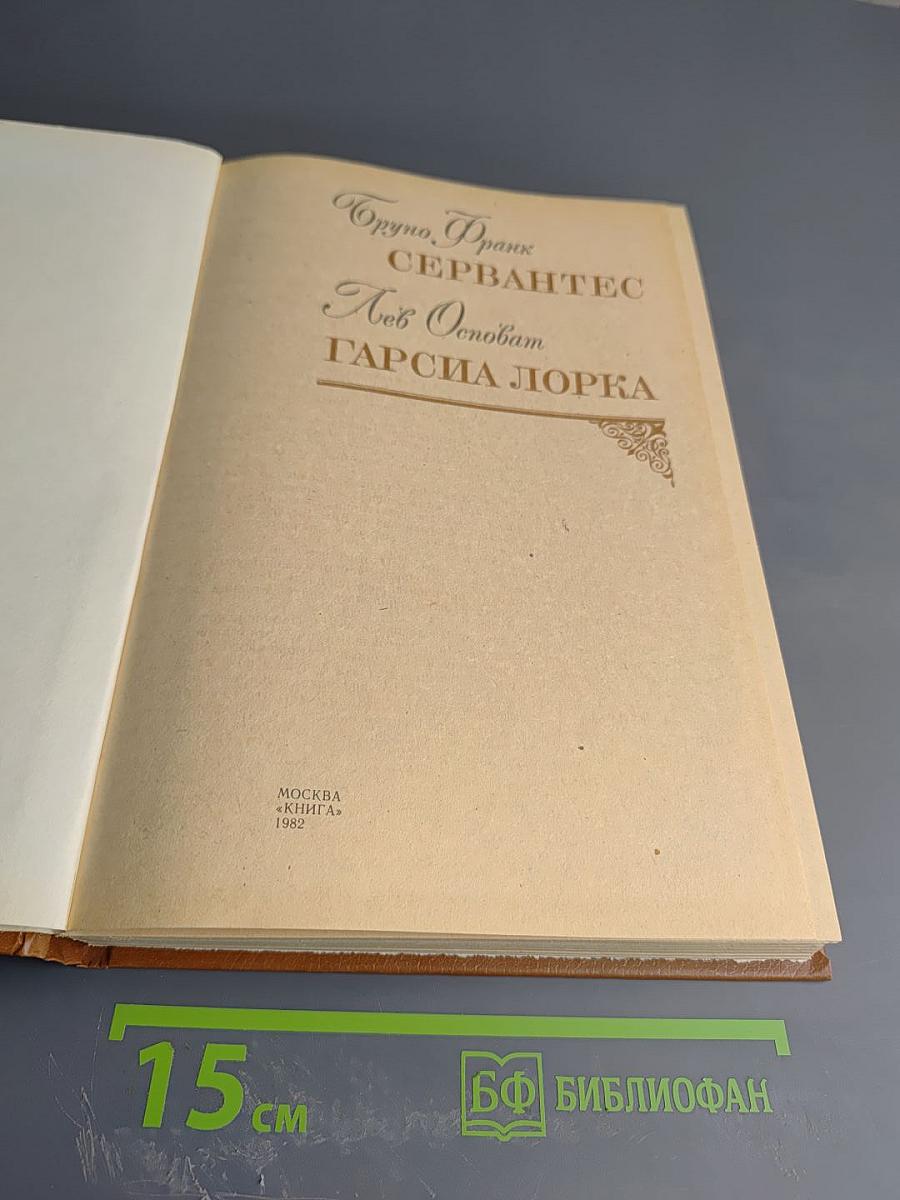 Бруно Франк
СЕРВАНТЕС
Лев Осповат
ГАРСИА ЛОРКА
МОСКВА
«КНИГА»
1982
15 см
БФ БИБЛИОФАН